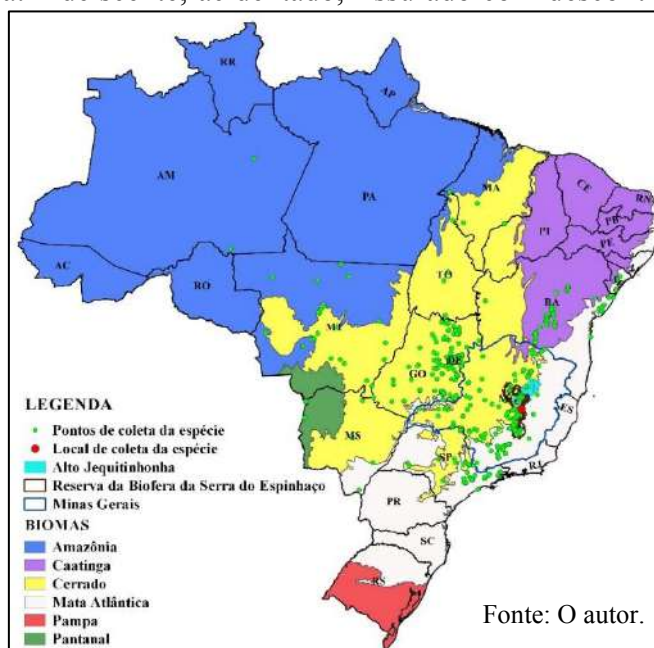 RR
AP
AM
PA
MA
CE
RN
PB
PE
PI
AC
RO
TO
BA
MT
GO
DF
MS
ES
SP
RJ
PR
SC
RS
LEGENDA
Pontos de coleta da espécie
Local de coleta da espécie
Alto Jequitinhonha
Reserva da Biofera da Serra do Espinhaço
Minas Gerais
BIOMAS
Amazônia
Caatinga
Cerrado
Mata Atlântica
Pampa
Pantanal
Fonte: O autor.